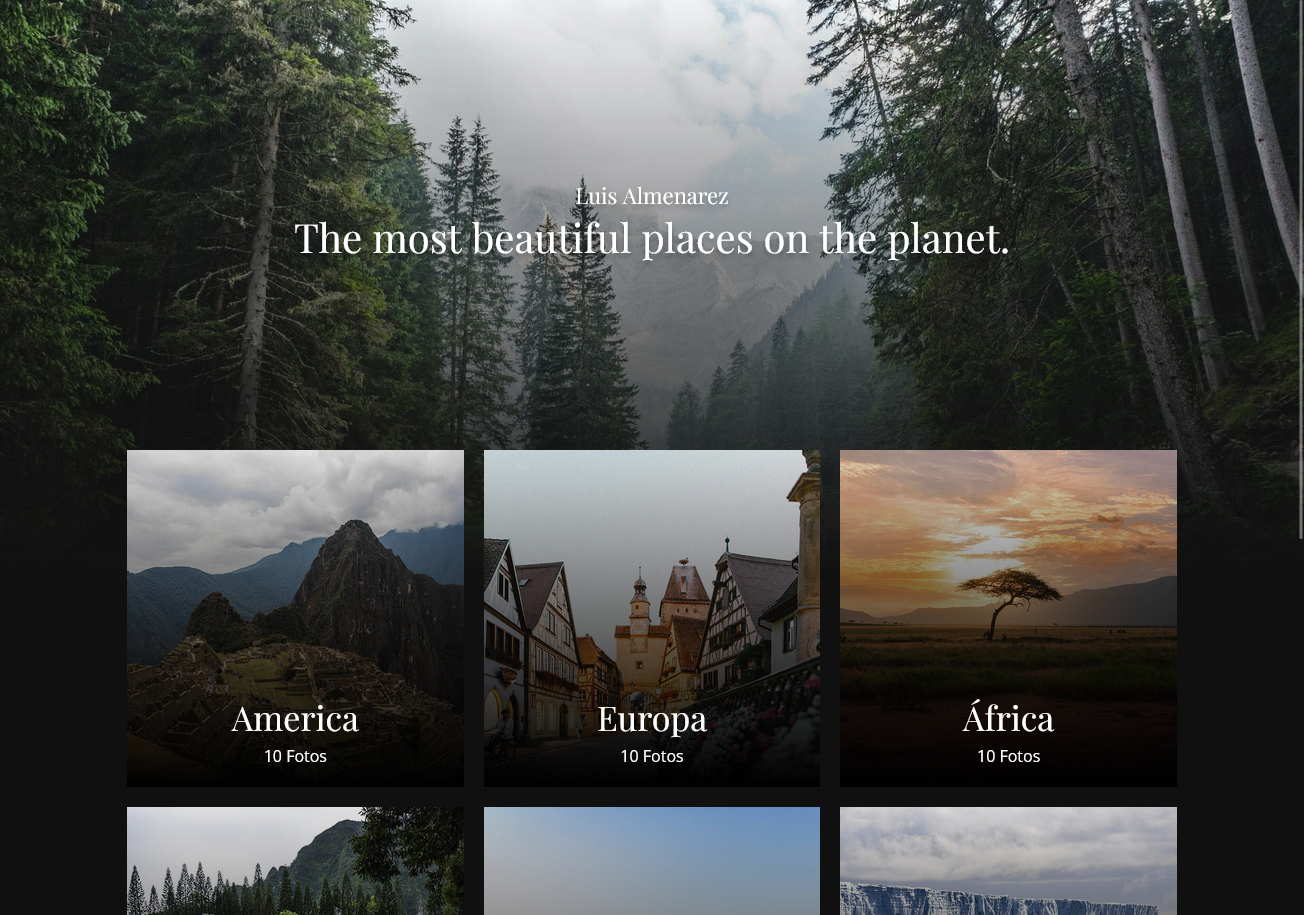 Luis Almenarez
The most beautiful places on the planet.
America
10 Fotos
Europa
10 Fotos
África
10 Fotos